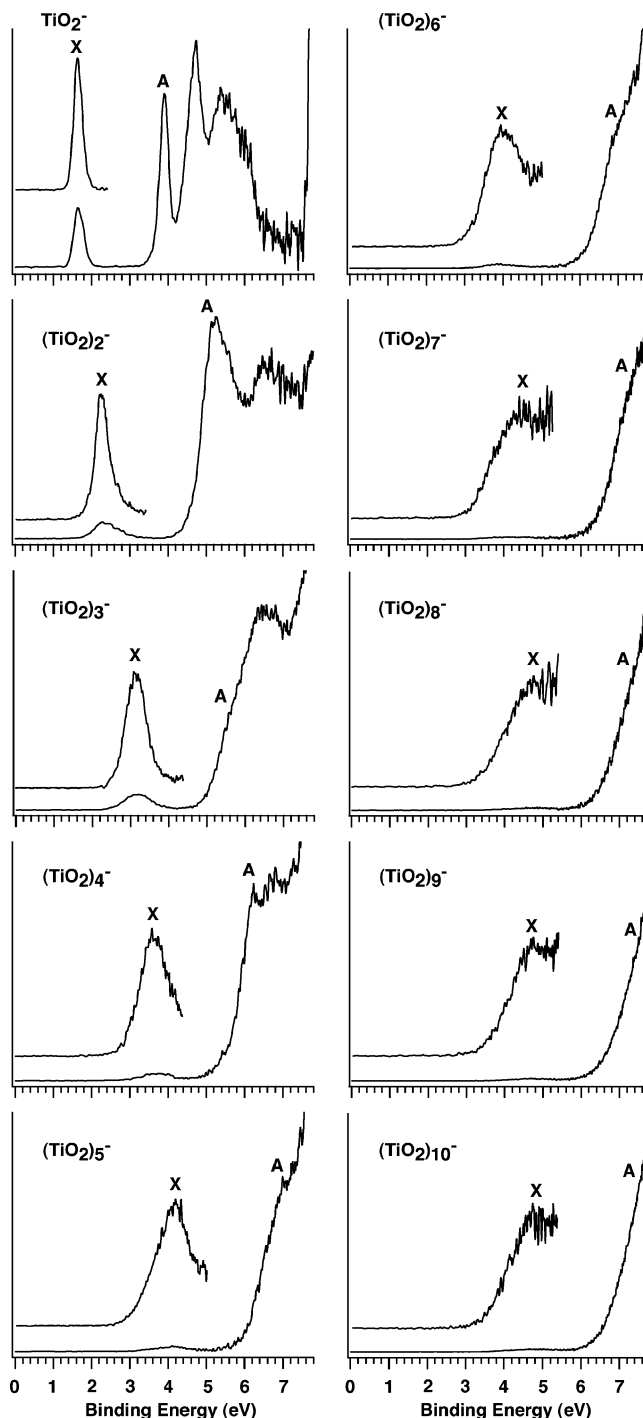 TiO₂⁻
X
A
(TiO₂)₂⁻
X
A
(TiO₂)₃⁻
X
A
(TiO₂)₄⁻
X
A
(TiO₂)₅⁻
X
A
0 1 2 3 4 5 6 7
Binding Energy (eV)
(TiO₂)₆⁻
X
A
(TiO₂)₇⁻
X
A
(TiO₂)₈⁻
X
A
(TiO₂)₉⁻
X
A
(TiO₂)₁₀⁻
X
A
0 1 2 3 4 5 6 7
Binding Energy (eV)